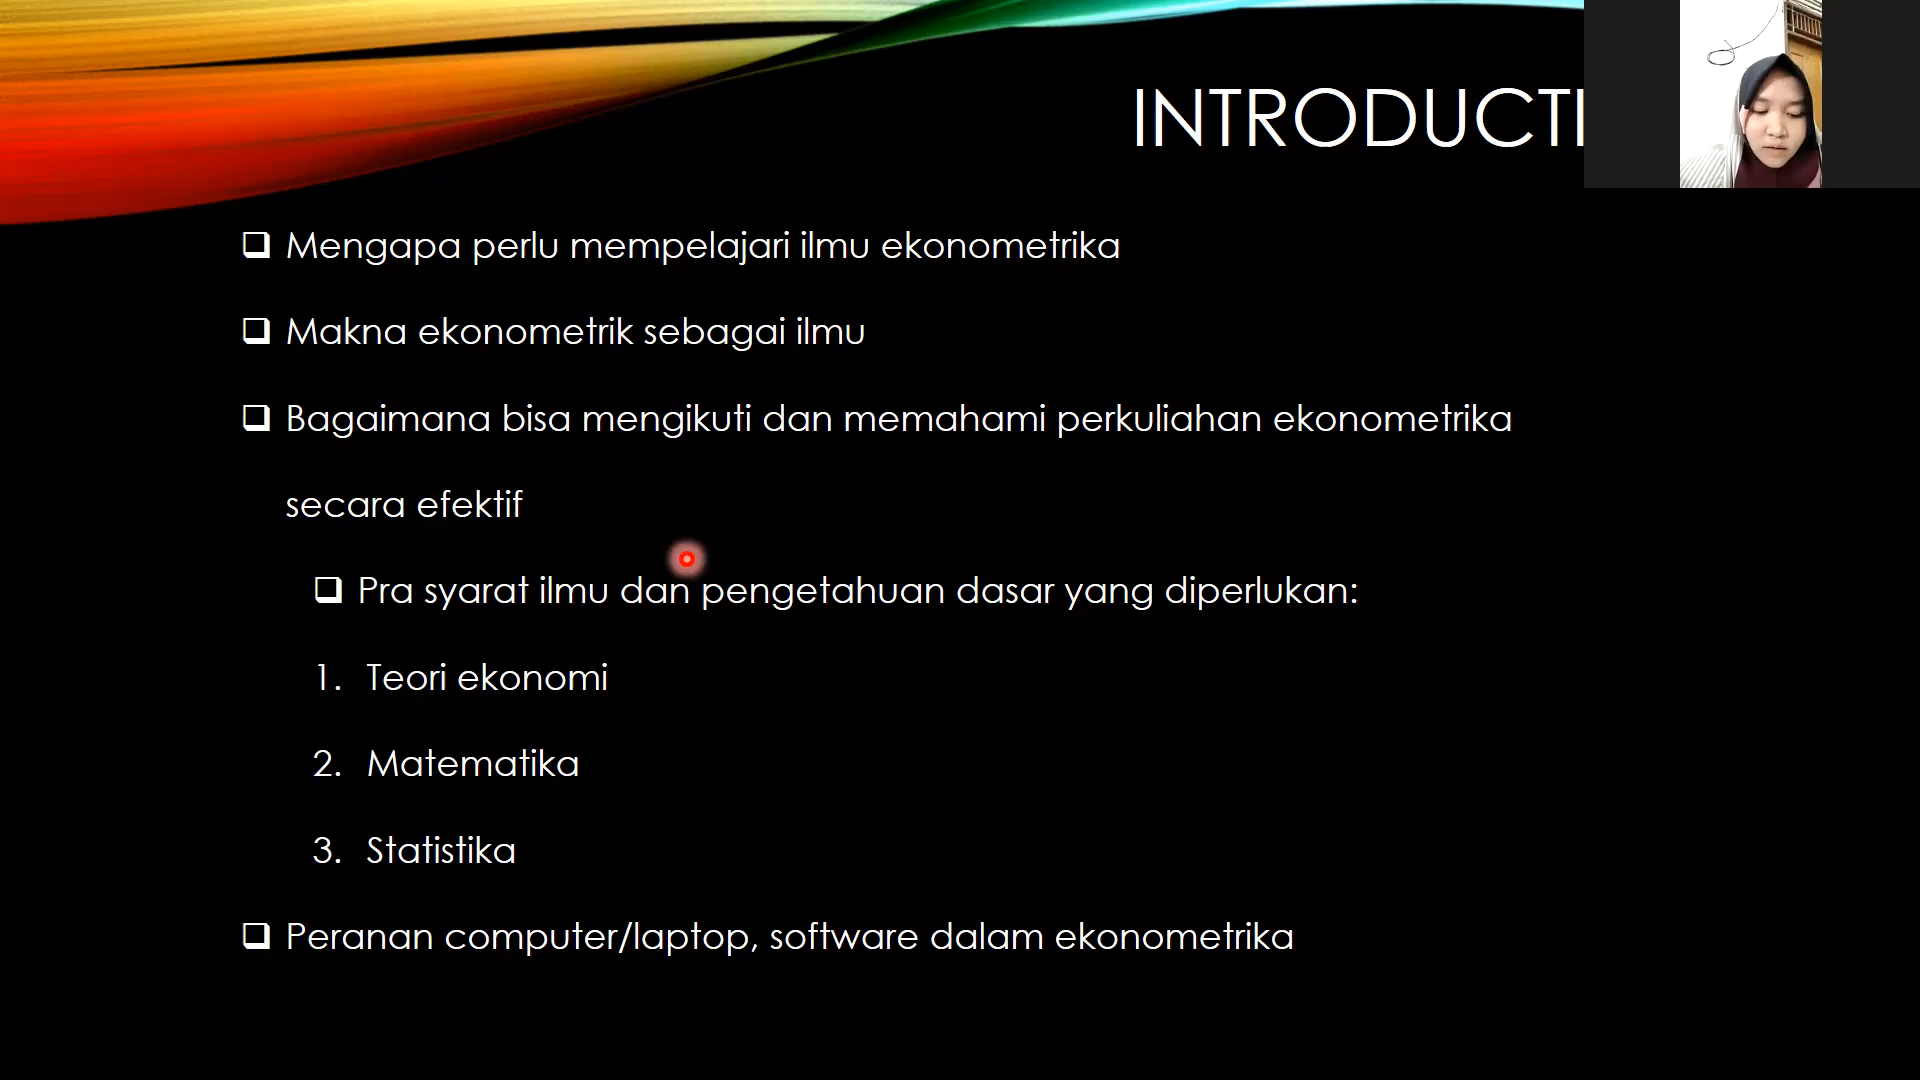 INTRODUCTI
❑ Mengapa perlu mempelajari ilmu ekonometrika
❑ Makna ekonometrik sebagai ilmu
❑ Bagaimana bisa mengikuti dan memahami perkuliahan ekonometrika
secara efektif
❑ Pra syarat ilmu dan pengetahuan dasar yang diperlukan:
1. Teori ekonomi
2. Matematika
3. Statistika
❑ Peranan computer/laptop, software dalam ekonometrika